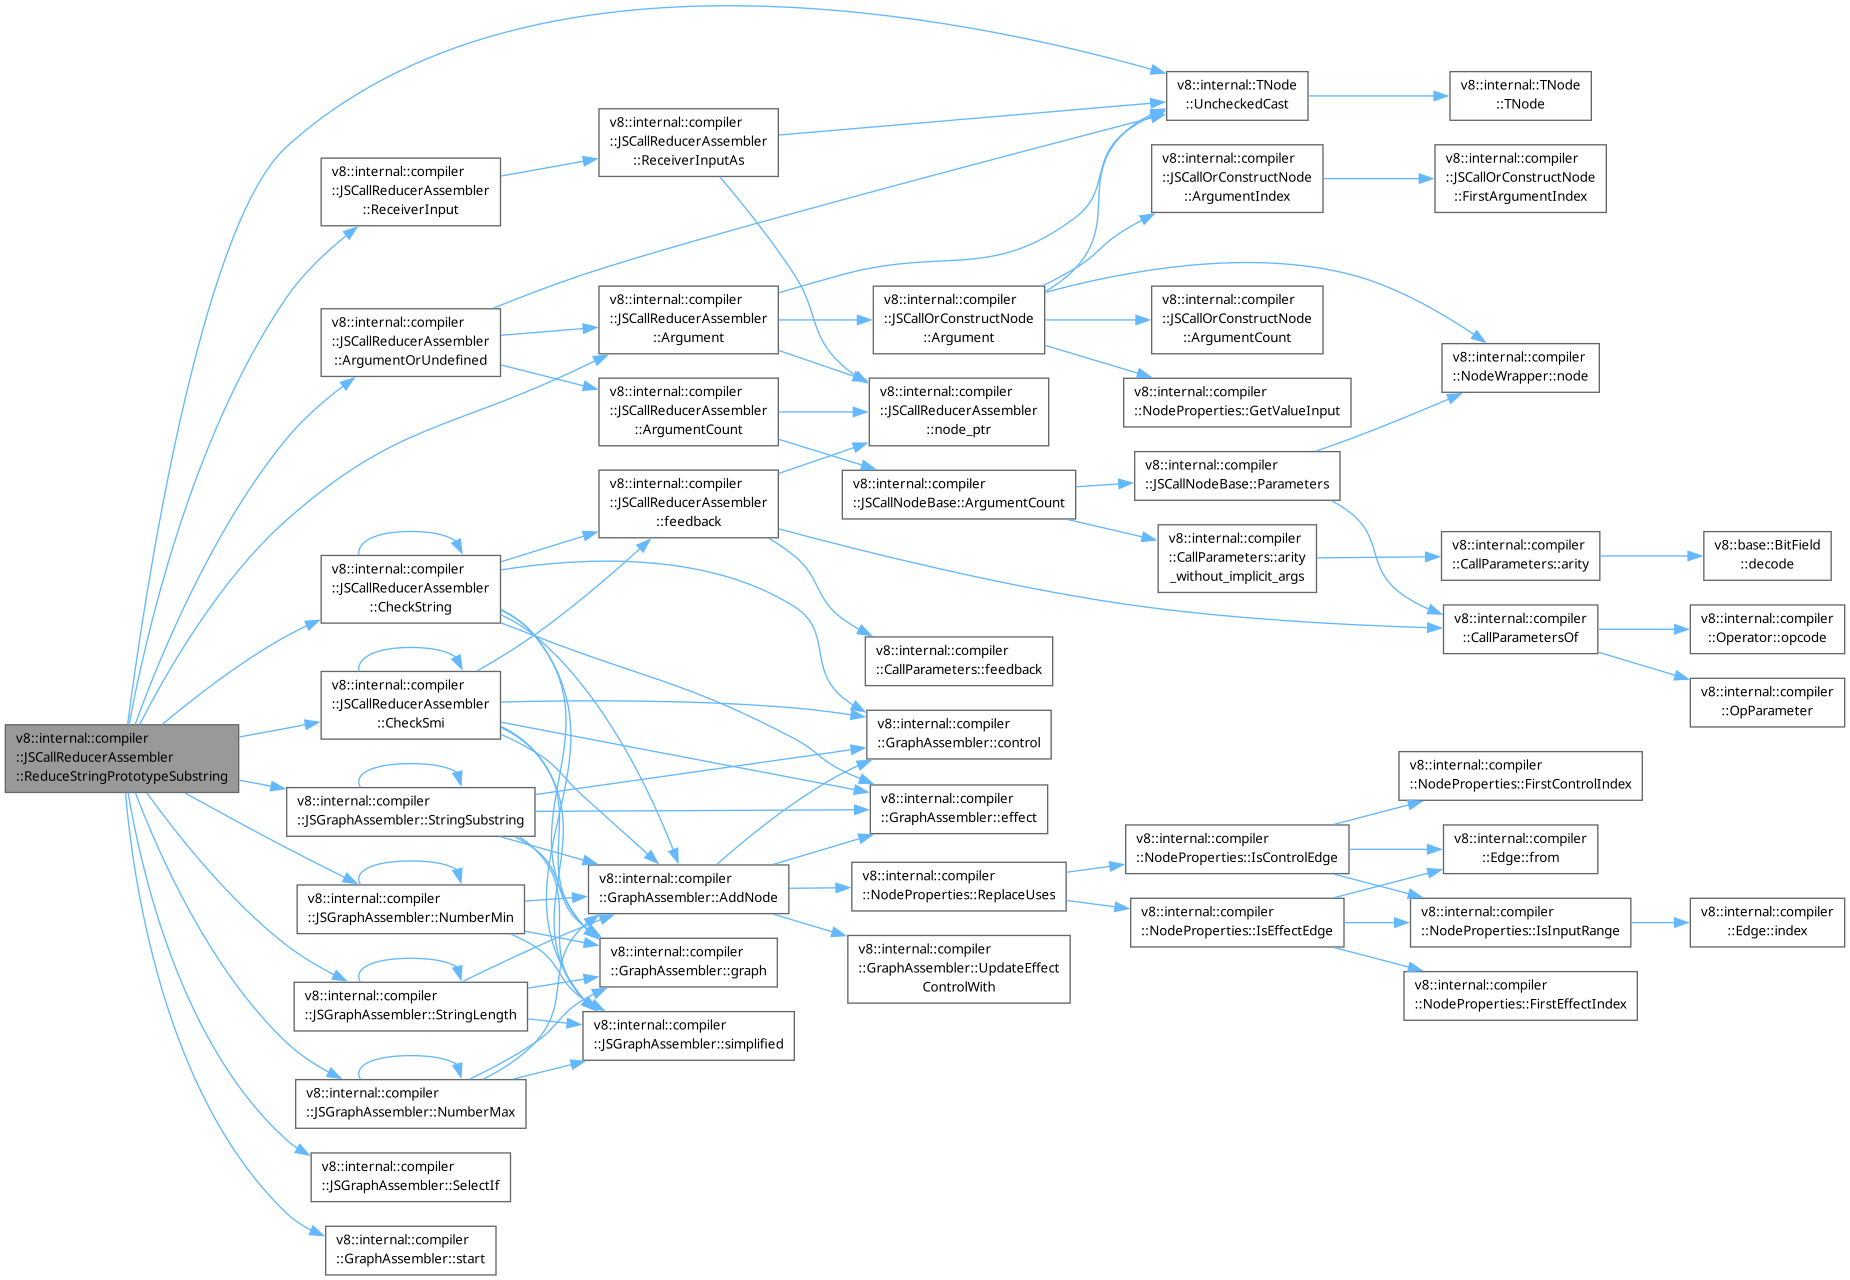 v8::internal::compiler
::JSCallReducerAssembler
::ReduceStringPrototypeSubstring
v8::internal::compiler
::JSCallReducerAssembler
::ReceiverInput
v8::internal::compiler
::JSCallReducerAssembler
::ArgumentOrUndefined
v8::internal::compiler
::JSCallReducerAssembler
::CheckString
v8::internal::compiler
::JSCallReducerAssembler
::CheckSmi
v8::internal::compiler
::JSGraphAssembler::StringSubstring
v8::internal::compiler
::JSGraphAssembler::NumberMin
v8::internal::compiler
::JSGraphAssembler::StringLength
v8::internal::compiler
::JSGraphAssembler::NumberMax
v8::internal::compiler
::JSGraphAssembler::SelectIf
v8::internal::compiler
::GraphAssembler::start
v8::internal::compiler
::JSCallReducerAssembler
::ReceiverInputAs
v8::internal::compiler
::JSCallReducerAssembler
::Argument
v8::internal::compiler
::JSCallReducerAssembler
::ArgumentCount
v8::internal::compiler
::JSCallReducerAssembler
::feedback
v8::internal::compiler
::GraphAssembler::AddNode
v8::internal::compiler
::GraphAssembler::graph
v8::internal::compiler
::JSGraphAssembler::simplified
v8::internal::compiler
::JSCallOrConstructNode
::Argument
v8::internal::compiler
::JSCallReducerAssembler
::node_ptr
v8::internal::compiler
::JSCallNodeBase::ArgumentCount
v8::internal::compiler
::CallParameters::feedback
v8::internal::compiler
::GraphAssembler::control
v8::internal::compiler
::GraphAssembler::effect
v8::internal::compiler
::NodeProperties::ReplaceUses
v8::internal::compiler
::GraphAssembler::UpdateEffect
ControlWith
v8::internal::TNode
::UncheckedCast
v8::internal::compiler
::JSCallOrConstructNode
::ArgumentIndex
v8::internal::compiler
::JSCallOrConstructNode
::ArgumentCount
v8::internal::compiler
::NodeProperties::GetValueInput
v8::internal::compiler
::JSCallNodeBase::Parameters
v8::internal::compiler
::CallParameters::arity
_without_implicit_args
v8::internal::compiler
::NodeProperties::IsControlEdge
v8::internal::compiler
::NodeProperties::IsEffectEdge
v8::internal::TNode
::TNode
v8::internal::compiler
::JSCallOrConstructNode
::FirstArgumentIndex
v8::internal::compiler
::NodeWrapper::node
v8::internal::compiler
::CallParameters::arity
v8::internal::compiler
::CallParametersOf
v8::internal::compiler
::NodeProperties::FirstControlIndex
v8::internal::compiler
::Edge::from
v8::internal::compiler
::NodeProperties::IsInputRange
v8::internal::compiler
::NodeProperties::FirstEffectIndex
v8::base::BitField
::decode
v8::internal::compiler
::Operator::opcode
v8::internal::compiler
::OpParameter
v8::internal::compiler
::Edge::index